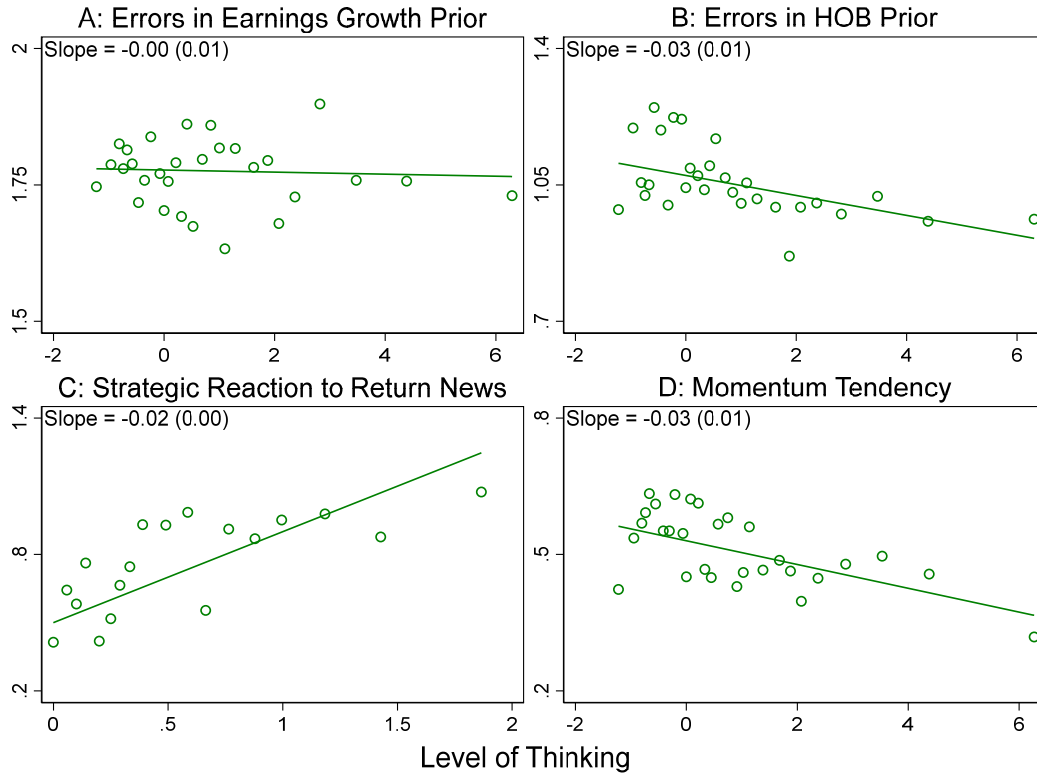 A: Errors in Earnings Growth Prior
Slope = -0.00 (0.01)
2
1.75
1.5
-2 0 2 4 6
B: Errors in HOB Prior
Slope = -0.03 (0.01)
1.4
1.05
.7
-2 0 2 4 6
C: Strategic Reaction to Return News
Slope = -0.02 (0.00)
1.4
.8
.2
0 .5 1 1.5 2
D: Momentum Tendency
Slope = -0.03 (0.01)
.8
.5
.2
-2 0 2 4 6
Level of Thinking